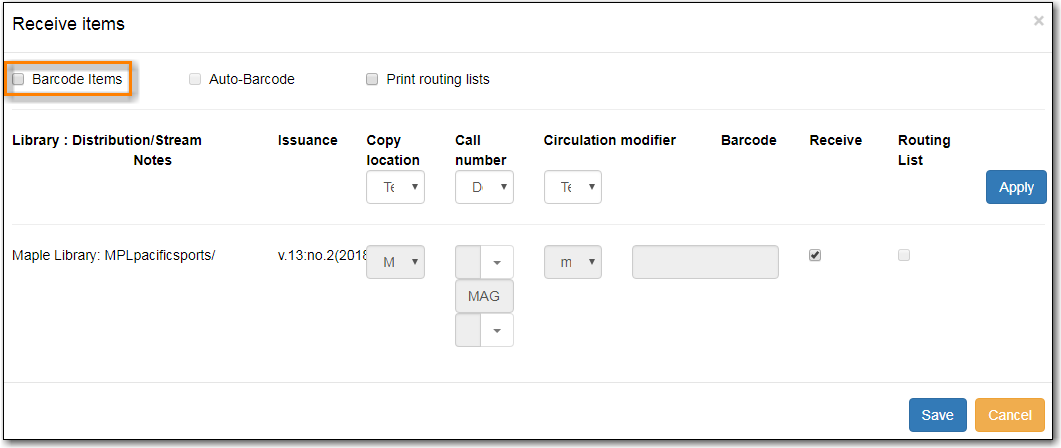 Receive items ×
Barcode Items Auto-Barcode Print routing lists
Library : Distribution/Stream Issuance Copy Call Circulation modifier Barcode Receive Routing
Notes location number List
Te D Te Apply
Maple Library: MPLpacificsports/ v.13:no.2(2018 M m
MAG
Save Cancel